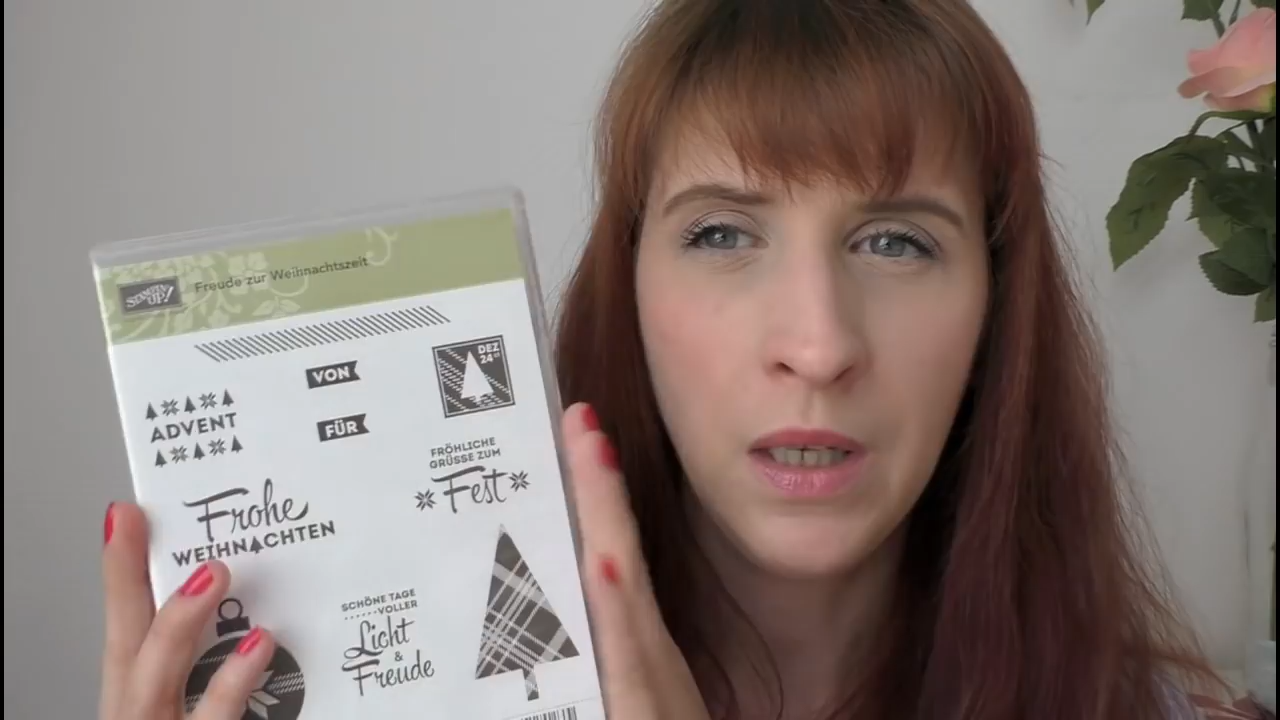 STAMPIN' UP!
Freude zur Weihnachtszeit
VON
DEZ
24
ADVENT
FÜR
FRÖHLICHE
GRÜSSE ZUM
Fest
Frohe
WEIHNACHTEN
SCHÖNE TAGE
VOLLER
Licht
&
Freude